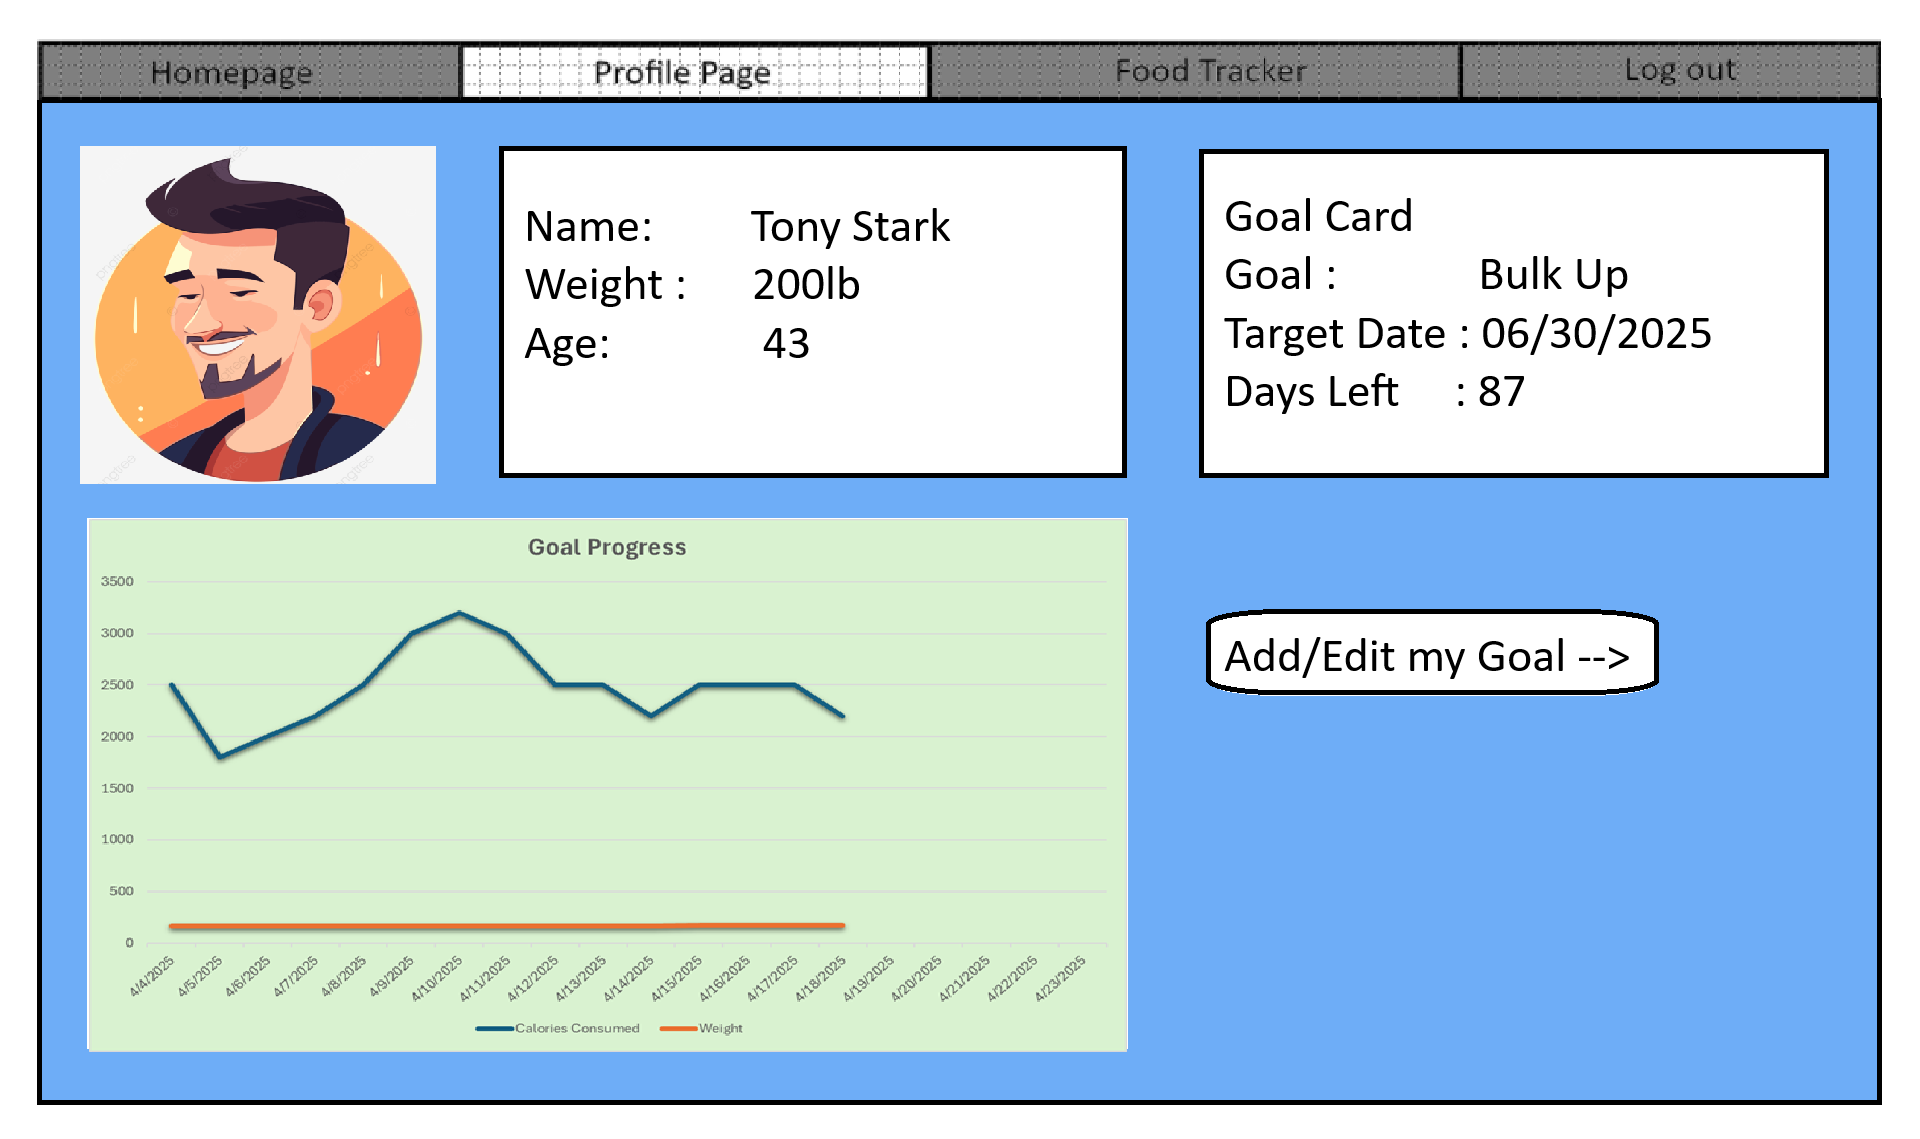 Homepage
Profile Page
Food Tracker
Log out
Name: Tony Stark
Weight : 200lb
Age: 43
Goal Card
Goal : Bulk Up
Target Date : 06/30/2025
Days Left : 87
Goal Progress
3500
3000
2500
2000
1500
1000
500
0
4/4/2025
4/5/2025
4/6/2025
4/7/2025
4/8/2025
4/9/2025
4/10/2025
4/11/2025
4/12/2025
4/13/2025
4/14/2025
4/15/2025
4/16/2025
4/17/2025
4/18/2025
4/19/2025
4/20/2025
4/21/2025
4/22/2025
4/23/2025
Calories Consumed
Weight
Add/Edit my Goal -->